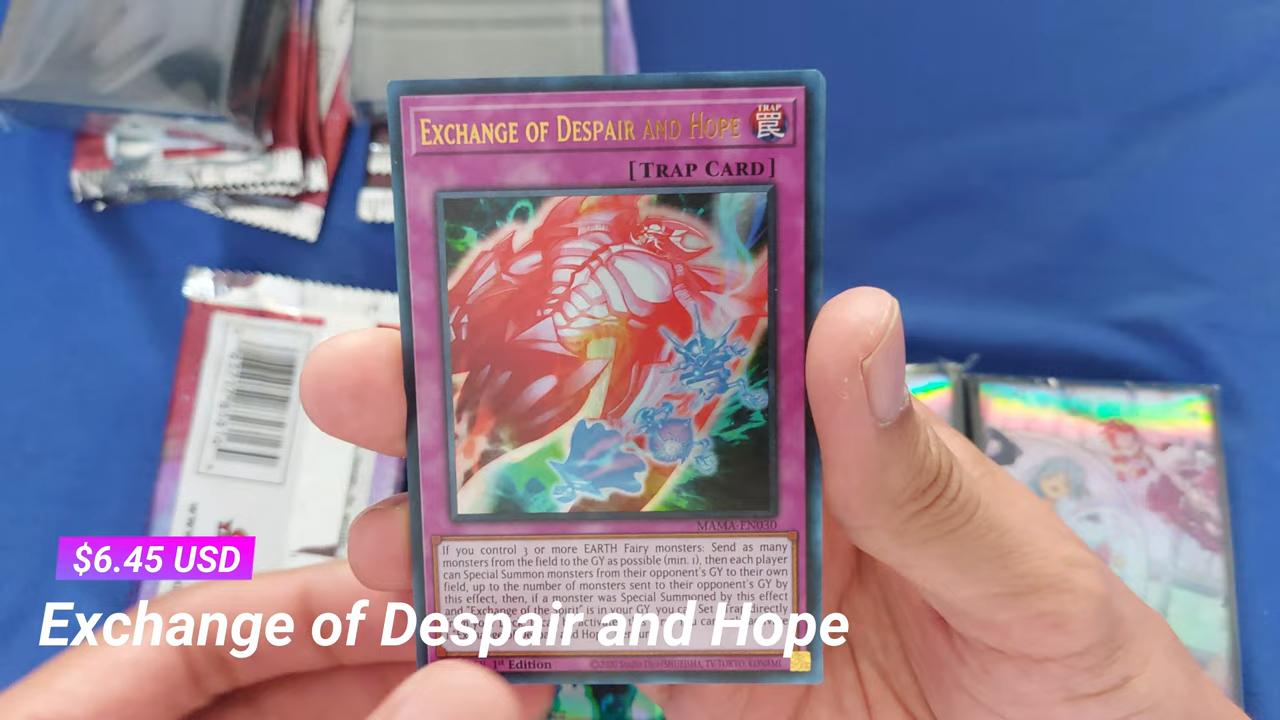 EXCHANGE OF DESPAIR AND HOPE
TRAP
罠
[TRAP CARD]
MAMA-EN030
If you control 3 or more EARTH Fairy monsters: Send as many
monsters from the field to the GY as possible (min. 1), then each player
can Special Summon monsters from their opponent's GY to their own
field, up to the number of monsters sent to their opponent's GY by
this effect, then, if a monster was Special Summoned by this effect
and "Exchange of the Spirit" is in your GY, you can Set 1 Trap directly
1st Edition
©2020 Studio Dice/SHUEISHA, TV TOKYO, KONAMI
$6.45 USD
Exchange of Despair and Hope